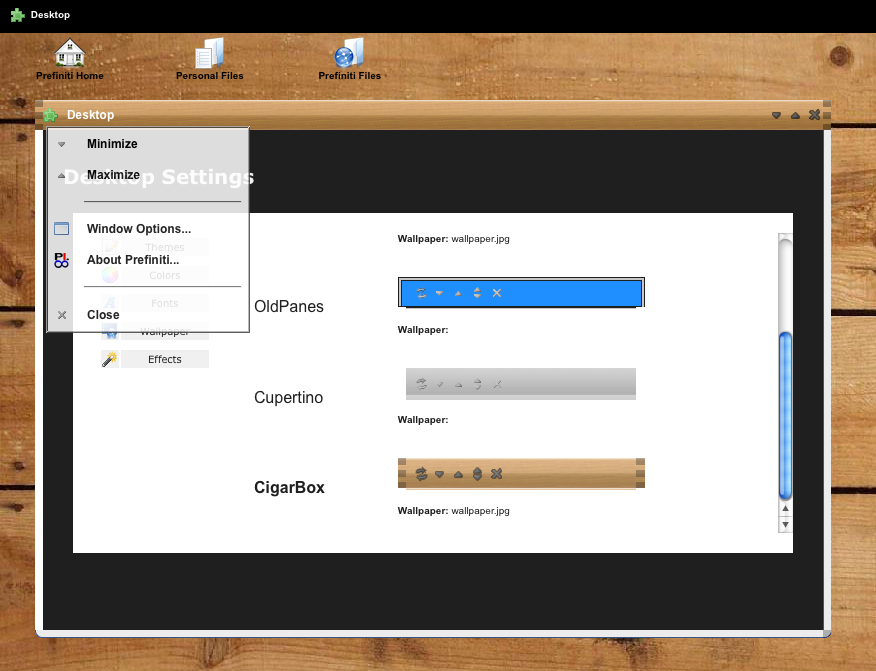 Desktop
Prefiniti Home
Personal Files
Prefiniti Files
Desktop
Minimize
Maximize
Desktop Settings
Window Options...
About Prefiniti...
Close
Themes
Colors
Fonts
Wallpaper
Effects
Wallpaper: wallpaper.jpg
OldPanes
Wallpaper:
Cupertino
Wallpaper:
CigarBox
Wallpaper: wallpaper.jpg